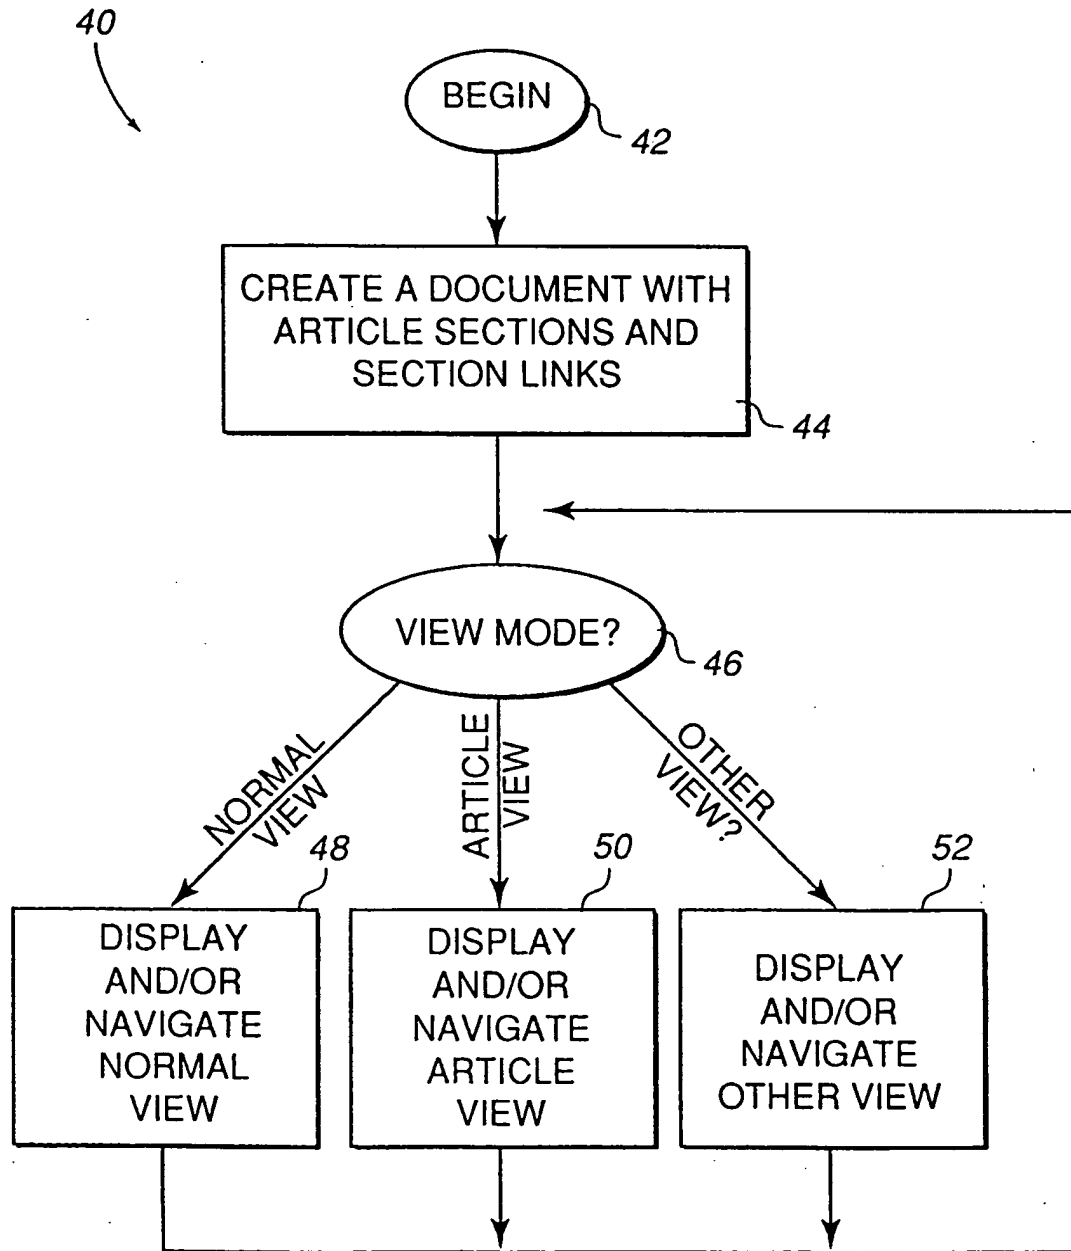 40
BEGIN
42
CREATE A DOCUMENT WITH
ARTICLE SECTIONS AND
SECTION LINKS
44
VIEW MODE?
46
NORMAL
VIEW
ARTICLE
VIEW
OTHER
VIEW?
48
DISPLAY
AND/OR
NAVIGATE
NORMAL
VIEW
50
DISPLAY
AND/OR
NAVIGATE
ARTICLE
VIEW
52
DISPLAY
AND/OR
NAVIGATE
OTHER VIEW